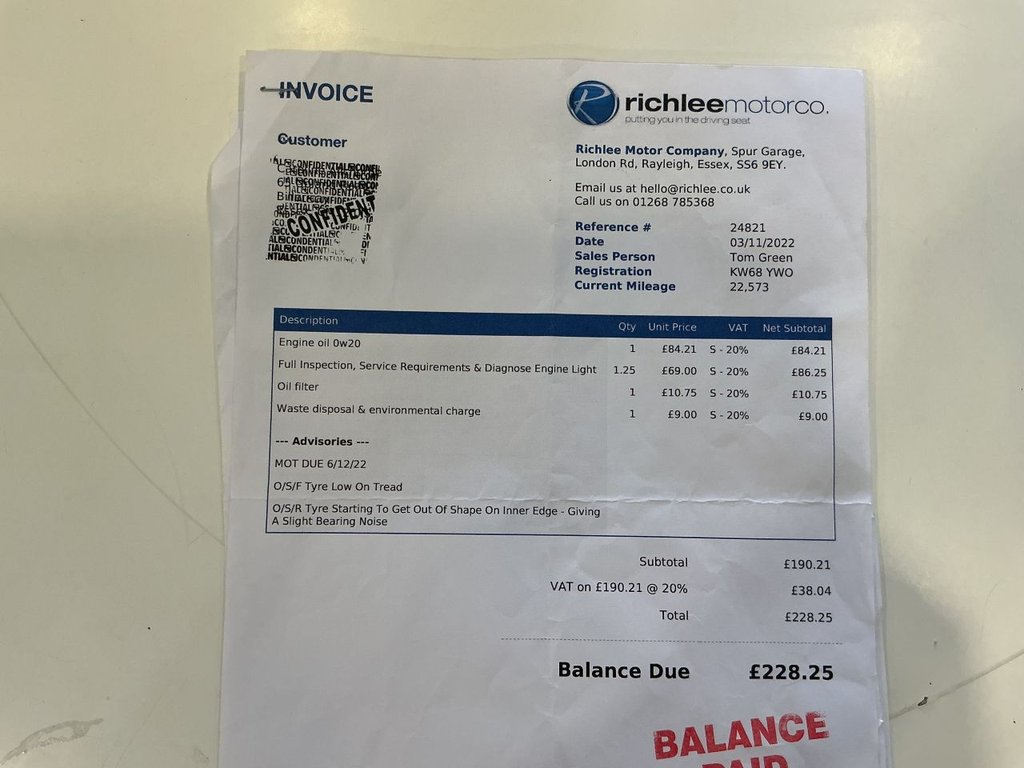 INVOICE
richleemotorco.
putting you in the driving seat
Customer
Richlee Motor Company, Spur Garage,
London Rd, Rayleigh, Essex, SS6 9EY.
CONFIDENT
Email us at hello@richlee.co.uk
Call us on 01268 785368
Reference # 24821
Date 03/11/2022
Sales Person Tom Green
Registration KW68 YWO
Current Mileage 22,573
Description Qty Unit Price VAT Net Subtotal
Engine oil 0w20 1 £84.21 S - 20% £84.21
Full Inspection, Service Requirements & Diagnose Engine Light 1.25 £69.00 S - 20% £86.25
Oil filter 1 £10.75 S - 20% £10.75
Waste disposal & environmental charge 1 £9.00 S - 20% £9.00
--- Advisories ---
MOT DUE 6/12/22
O/S/F Tyre Low On Tread
O/S/R Tyre Starting To Get Out Of Shape On Inner Edge - Giving
A Slight Bearing Noise
Subtotal £190.21
VAT on £190.21 @ 20% £38.04
Total £228.25
Balance Due £228.25
BALANCE
PAID